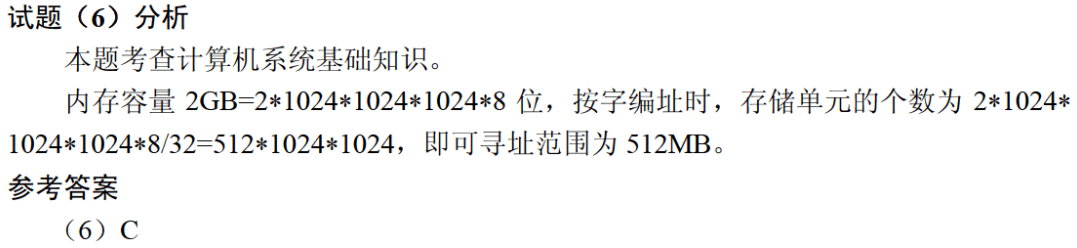 试题（6）分析
本题考查计算机系统基础知识。
内存容量 2GB=2*1024*1024*1024*8 位，按字编址时，存储单元的个数为 2*1024*
1024*1024*8/32=512*1024*1024，即可寻址范围为 512MB。
参考答案
（6）C